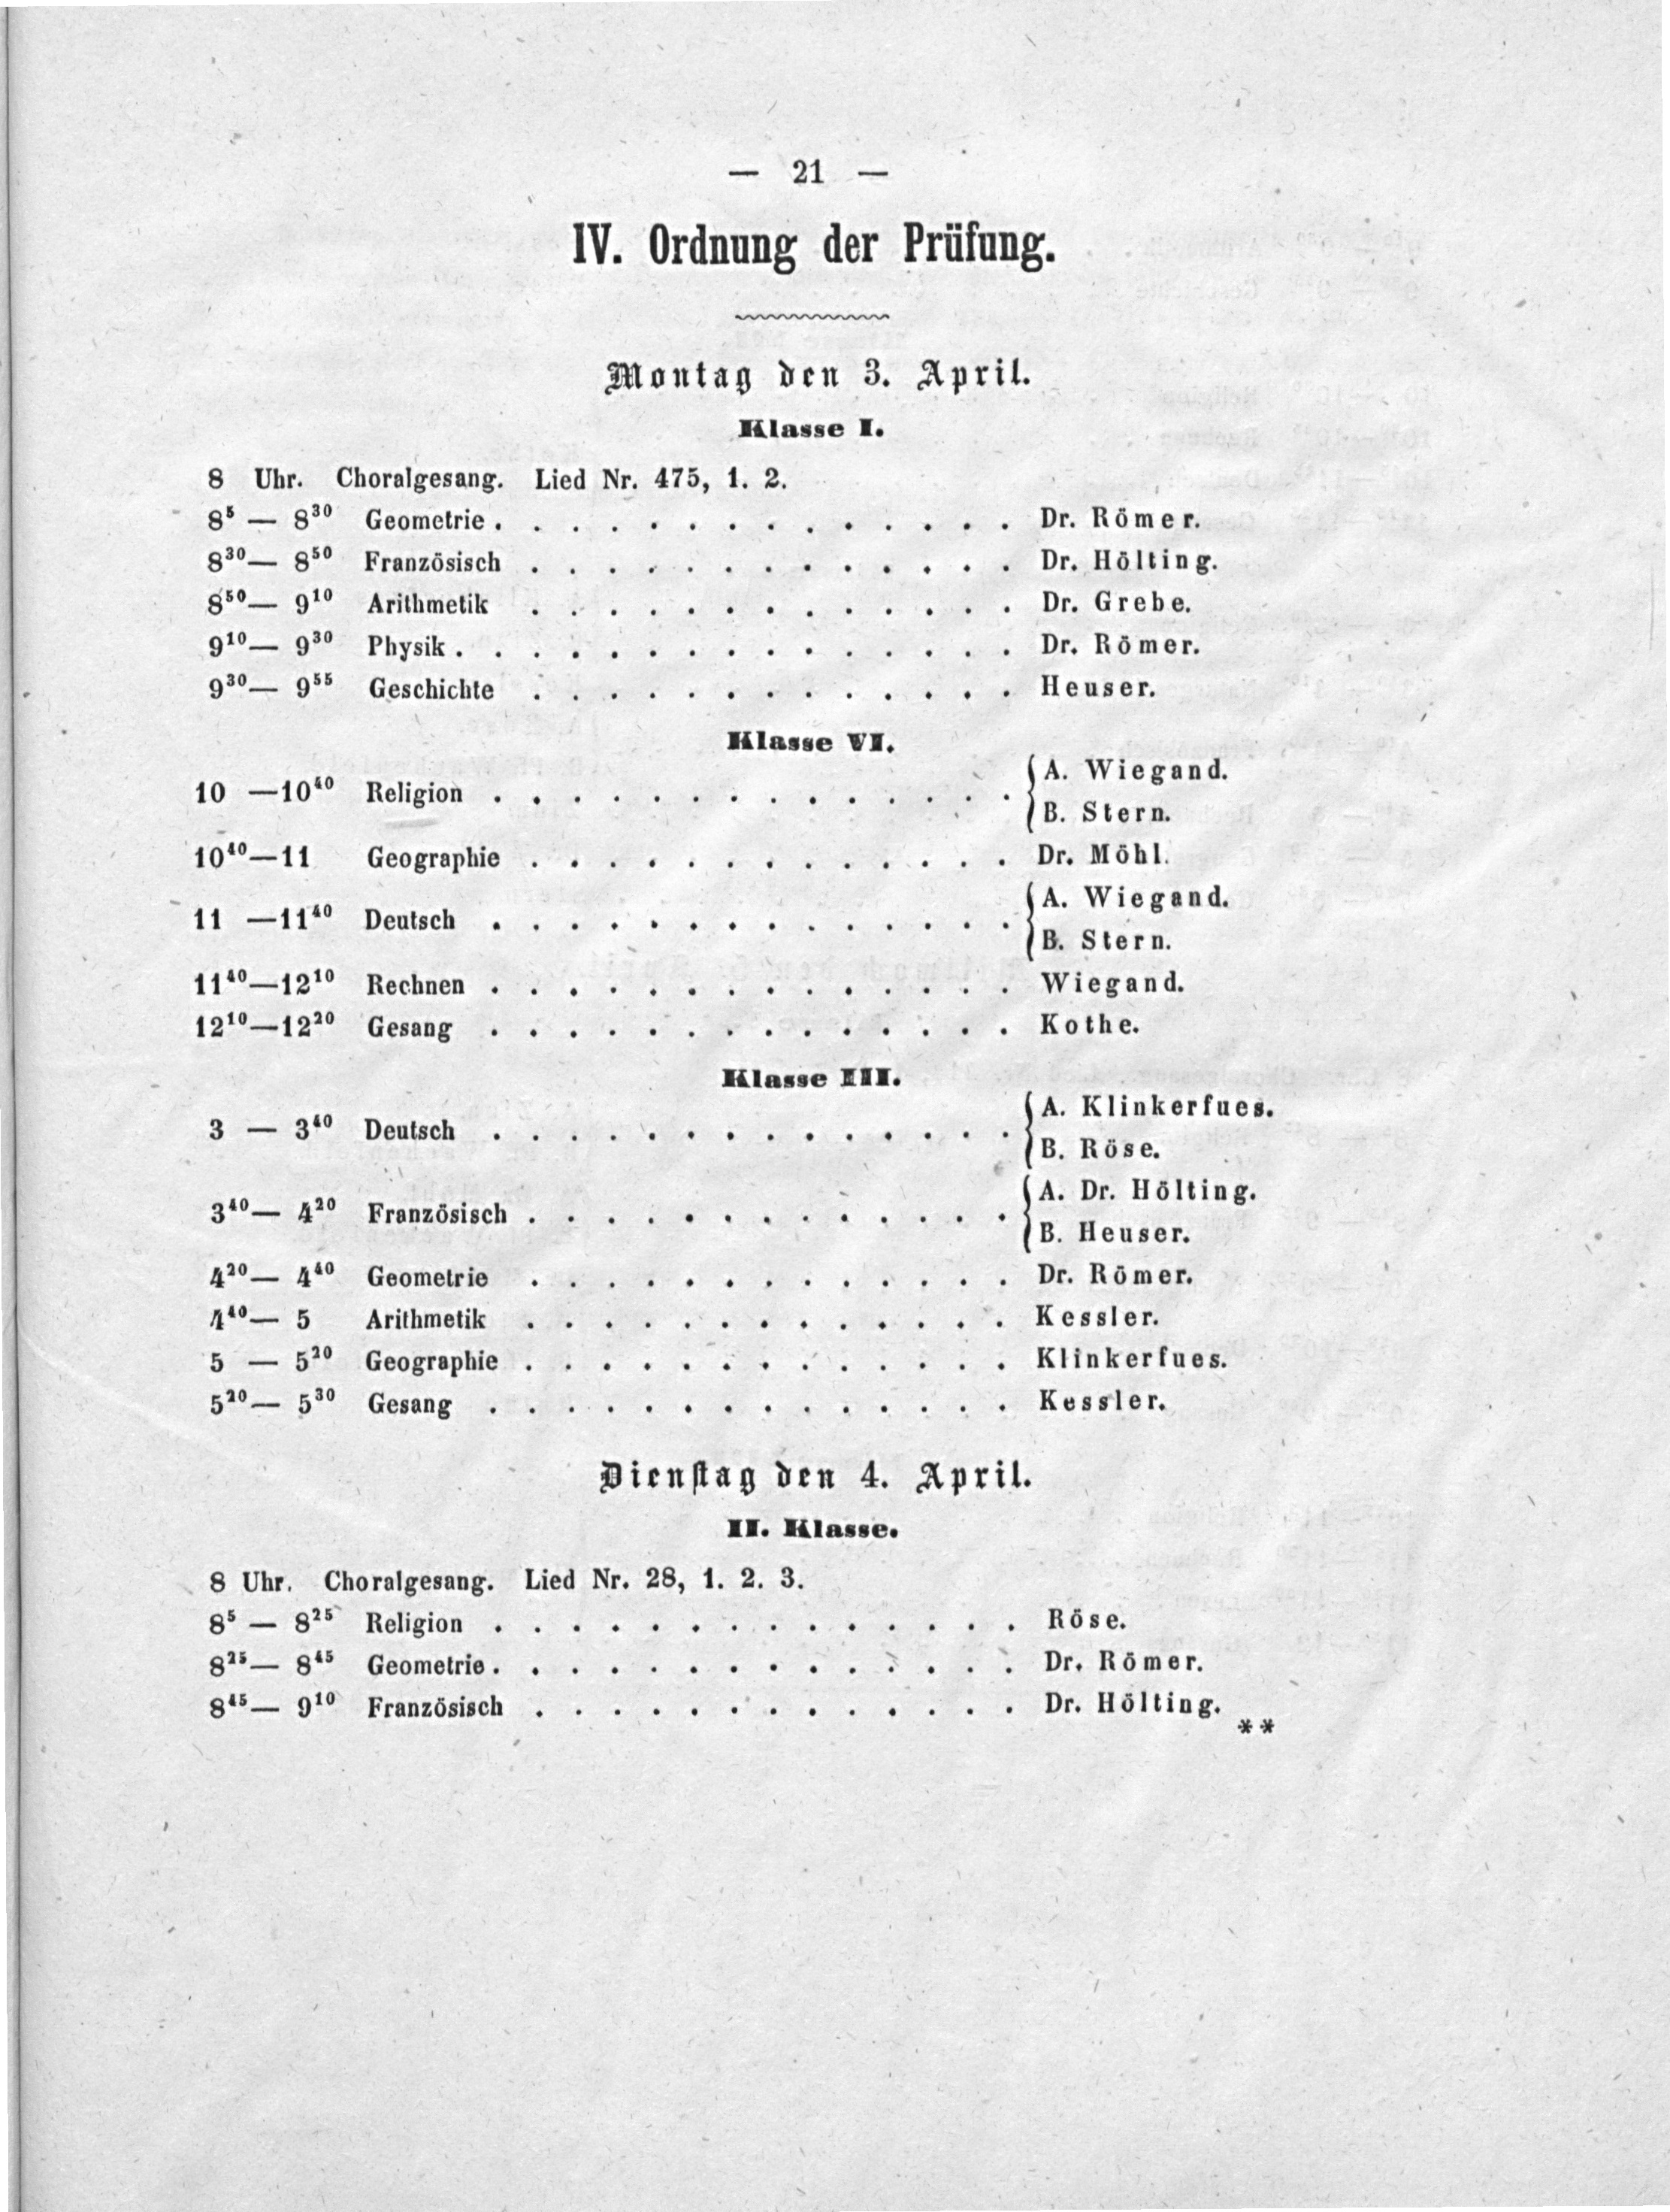 — 21 —
IV. Ordnung der Prüfung.
Montag den 3. April.
Klasse I.
8 Uhr. Choralgesang. Lied Nr. 475, 1. 2.
8⁵ — 8³⁰ Geometrie . . . . . . . . . . . . . . Dr. Römer.
8³⁰— 8⁵⁰ Französisch . . . . . . . . . . . . . Dr. Hölting.
8⁵⁰— 9¹⁰ Arithmetik . . . . . . . . . . . . . Dr. Grebe.
9¹⁰— 9³⁰ Physik . . . . . . . . . . . . . . . Dr. Römer.
9³⁰— 9⁵⁵ Geschichte . . . . . . . . . . . . . Heuser.
Klasse VI.
10 —10⁴⁰ Religion . . . . . . . . . . . . . . { A. Wiegand.
B. Stern.
10⁴⁰—11 Geographie . . . . . . . . . . . . . Dr. Möhl.
11 —11⁴⁰ Deutsch . . . . . . . . . . . . . . { A. Wiegand.
B. Stern.
11⁴⁰—12¹⁰ Rechnen . . . . . . . . . . . . . . Wiegand.
12¹⁰—12²⁰ Gesang . . . . . . . . . . . . . . Kothe.
Klasse III.
3 — 3⁴⁰ Deutsch . . . . . . . . . . . . . . { A. Klinkerfues.
B. Röse.
3⁴⁰— 4²⁰ Französisch . . . . . . . . . . . . . { A. Dr. Hölting.
B. Heuser.
4²⁰— 4⁴⁰ Geometrie . . . . . . . . . . . . . Dr. Römer.
4⁴⁰— 5 Arithmetik . . . . . . . . . . . . . Kessler.
5 — 5²⁰ Geographie . . . . . . . . . . . . . Klinkerfues.
5²⁰— 5³⁰ Gesang . . . . . . . . . . . . . . Kessler.
Dienſtag den 4. April.
II. Klasse.
8 Uhr. Choralgesang. Lied Nr. 28, 1. 2. 3.
8⁵ — 8²⁵ Religion . . . . . . . . . . . . . . Röse.
8²⁵— 8⁴⁵ Geometrie . . . . . . . . . . . . . . Dr. Römer.
8⁴⁵— 9¹⁰ Französisch . . . . . . . . . . . . . Dr. Hölting.
**